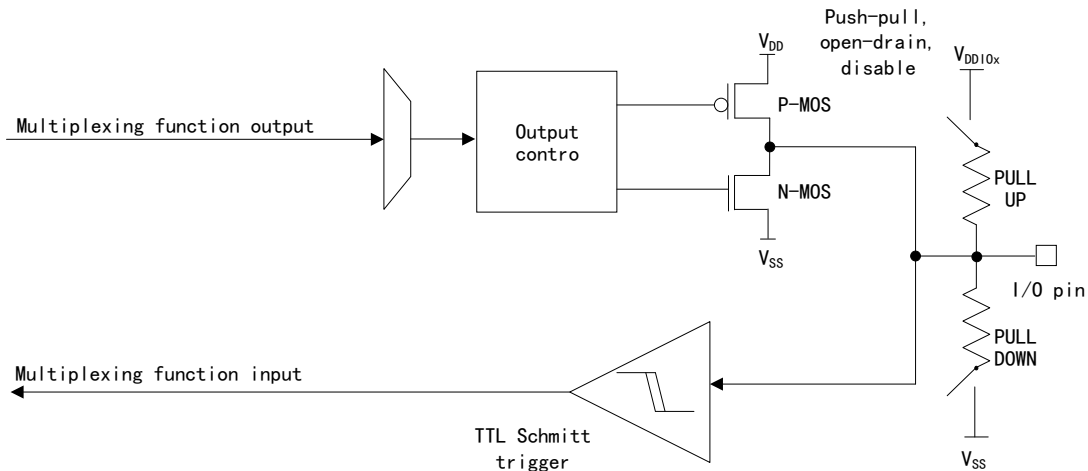 Push-pull,
open-drain,
disable
VDD
VDDIOx
P-MOS
Multiplexing function output
Output
contro
N-MOS
PULL
UP
VSS
I/O pin
PULL
DOWN
Multiplexing function input
TTL Schmitt
trigger
VSS